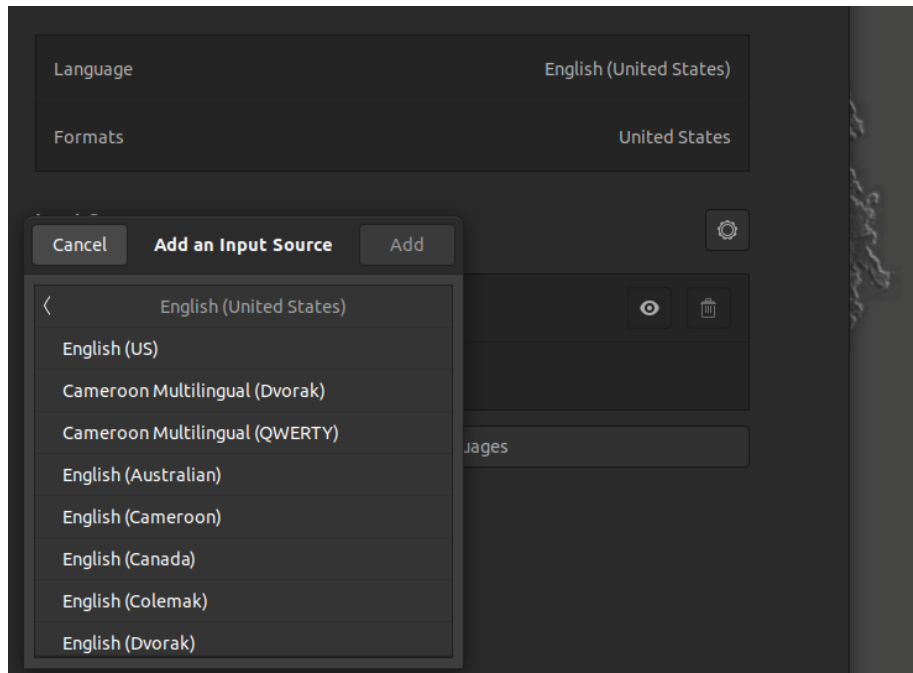 Language English (United States)
Formats United States
Cancel Add an Input Source Add
English (United States)
English (US)
Cameroon Multilingual (Dvorak)
Cameroon Multilingual (QWERTY)
English (Australian)
English (Cameroon)
English (Canada)
English (Colemak)
English (Dvorak)